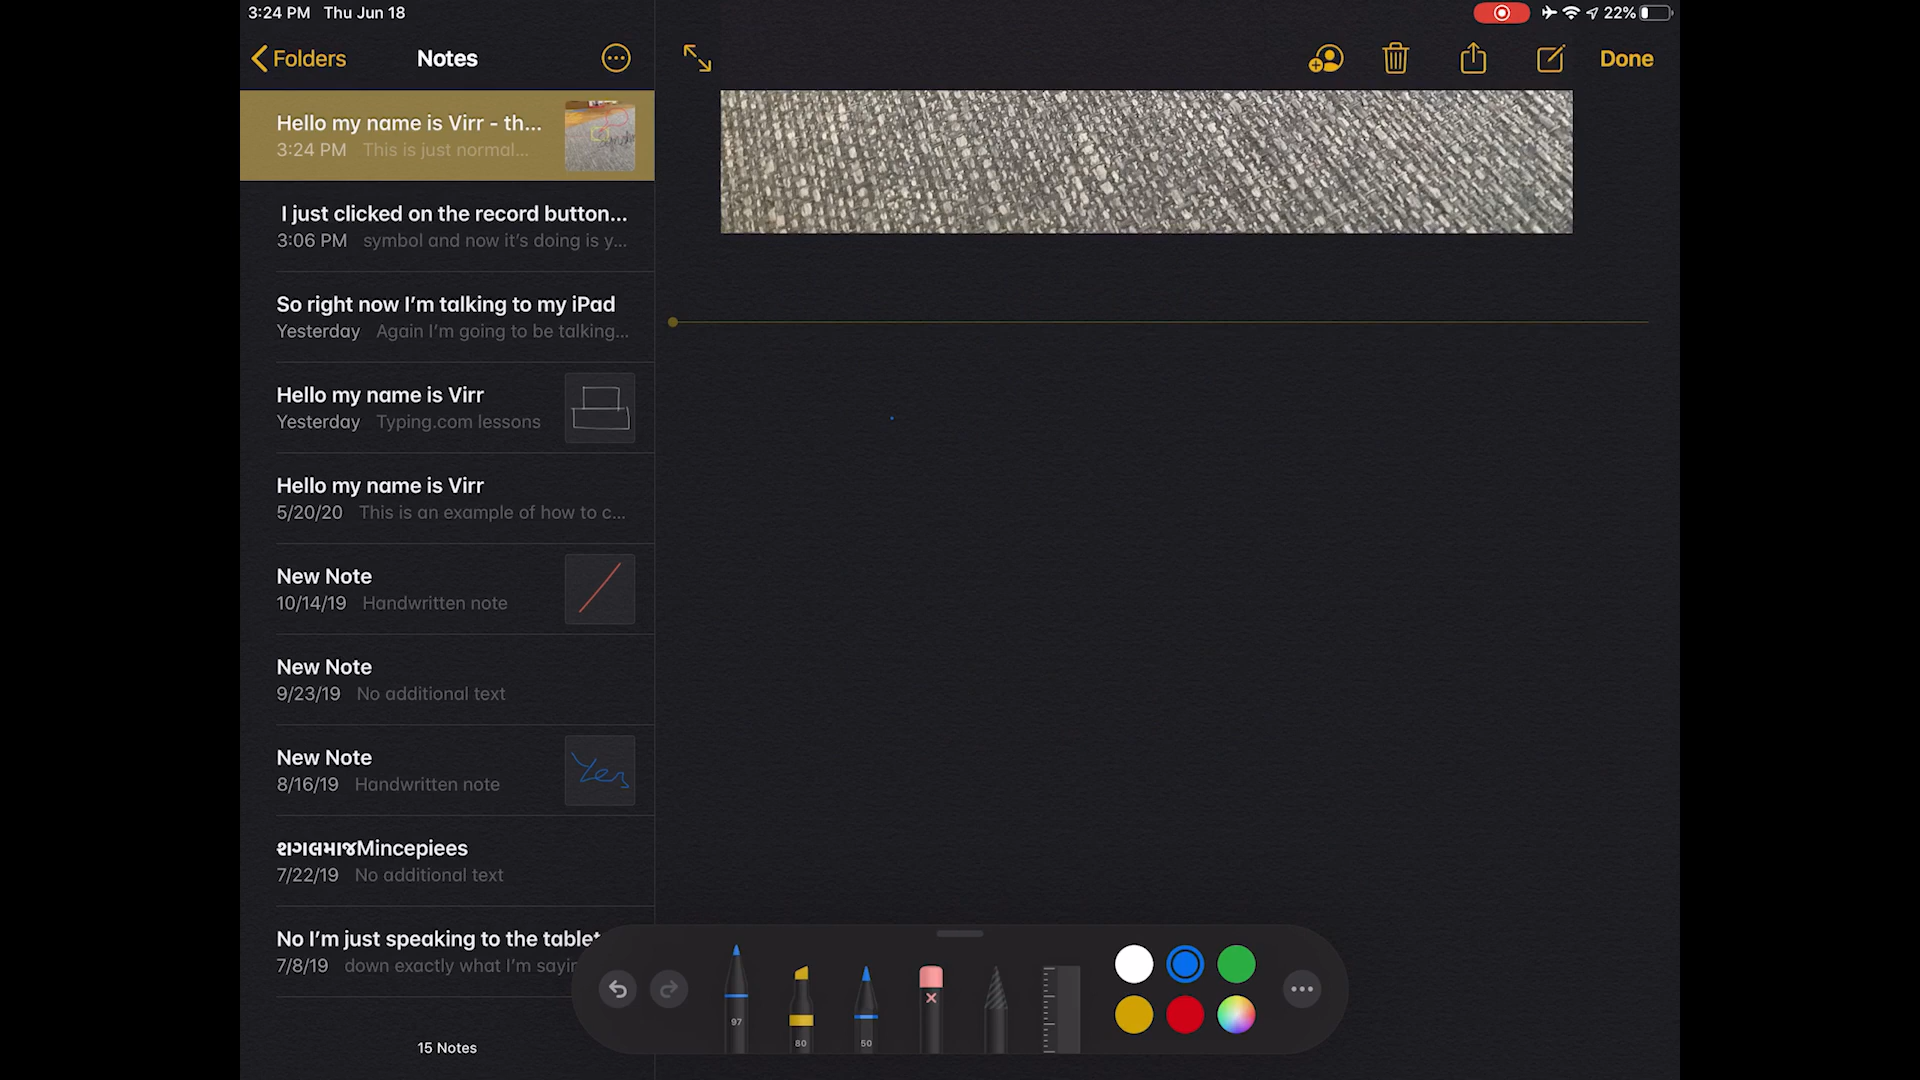 3:24 PM Thu Jun 18
22%
Folders
Notes
Done
Hello my name is Virr - th...
3:24 PM This is just normal...
I just clicked on the record button...
3:06 PM symbol and now it's doing is y...
So right now I'm talking to my iPad
Yesterday Again I'm going to be talking...
Hello my name is Virr
Yesterday Typing.com lessons
Hello my name is Virr
5/20/20 This is an example of how to c...
New Note
10/14/19 Handwritten note
New Note
9/23/19 No additional text
New Note
8/16/19 Handwritten note
Yes
શગલમાજMincepiees
7/22/19 No additional text
No I'm just speaking to the tablet
7/8/19 down exactly what I'm sayin
15 Notes
97
80
50